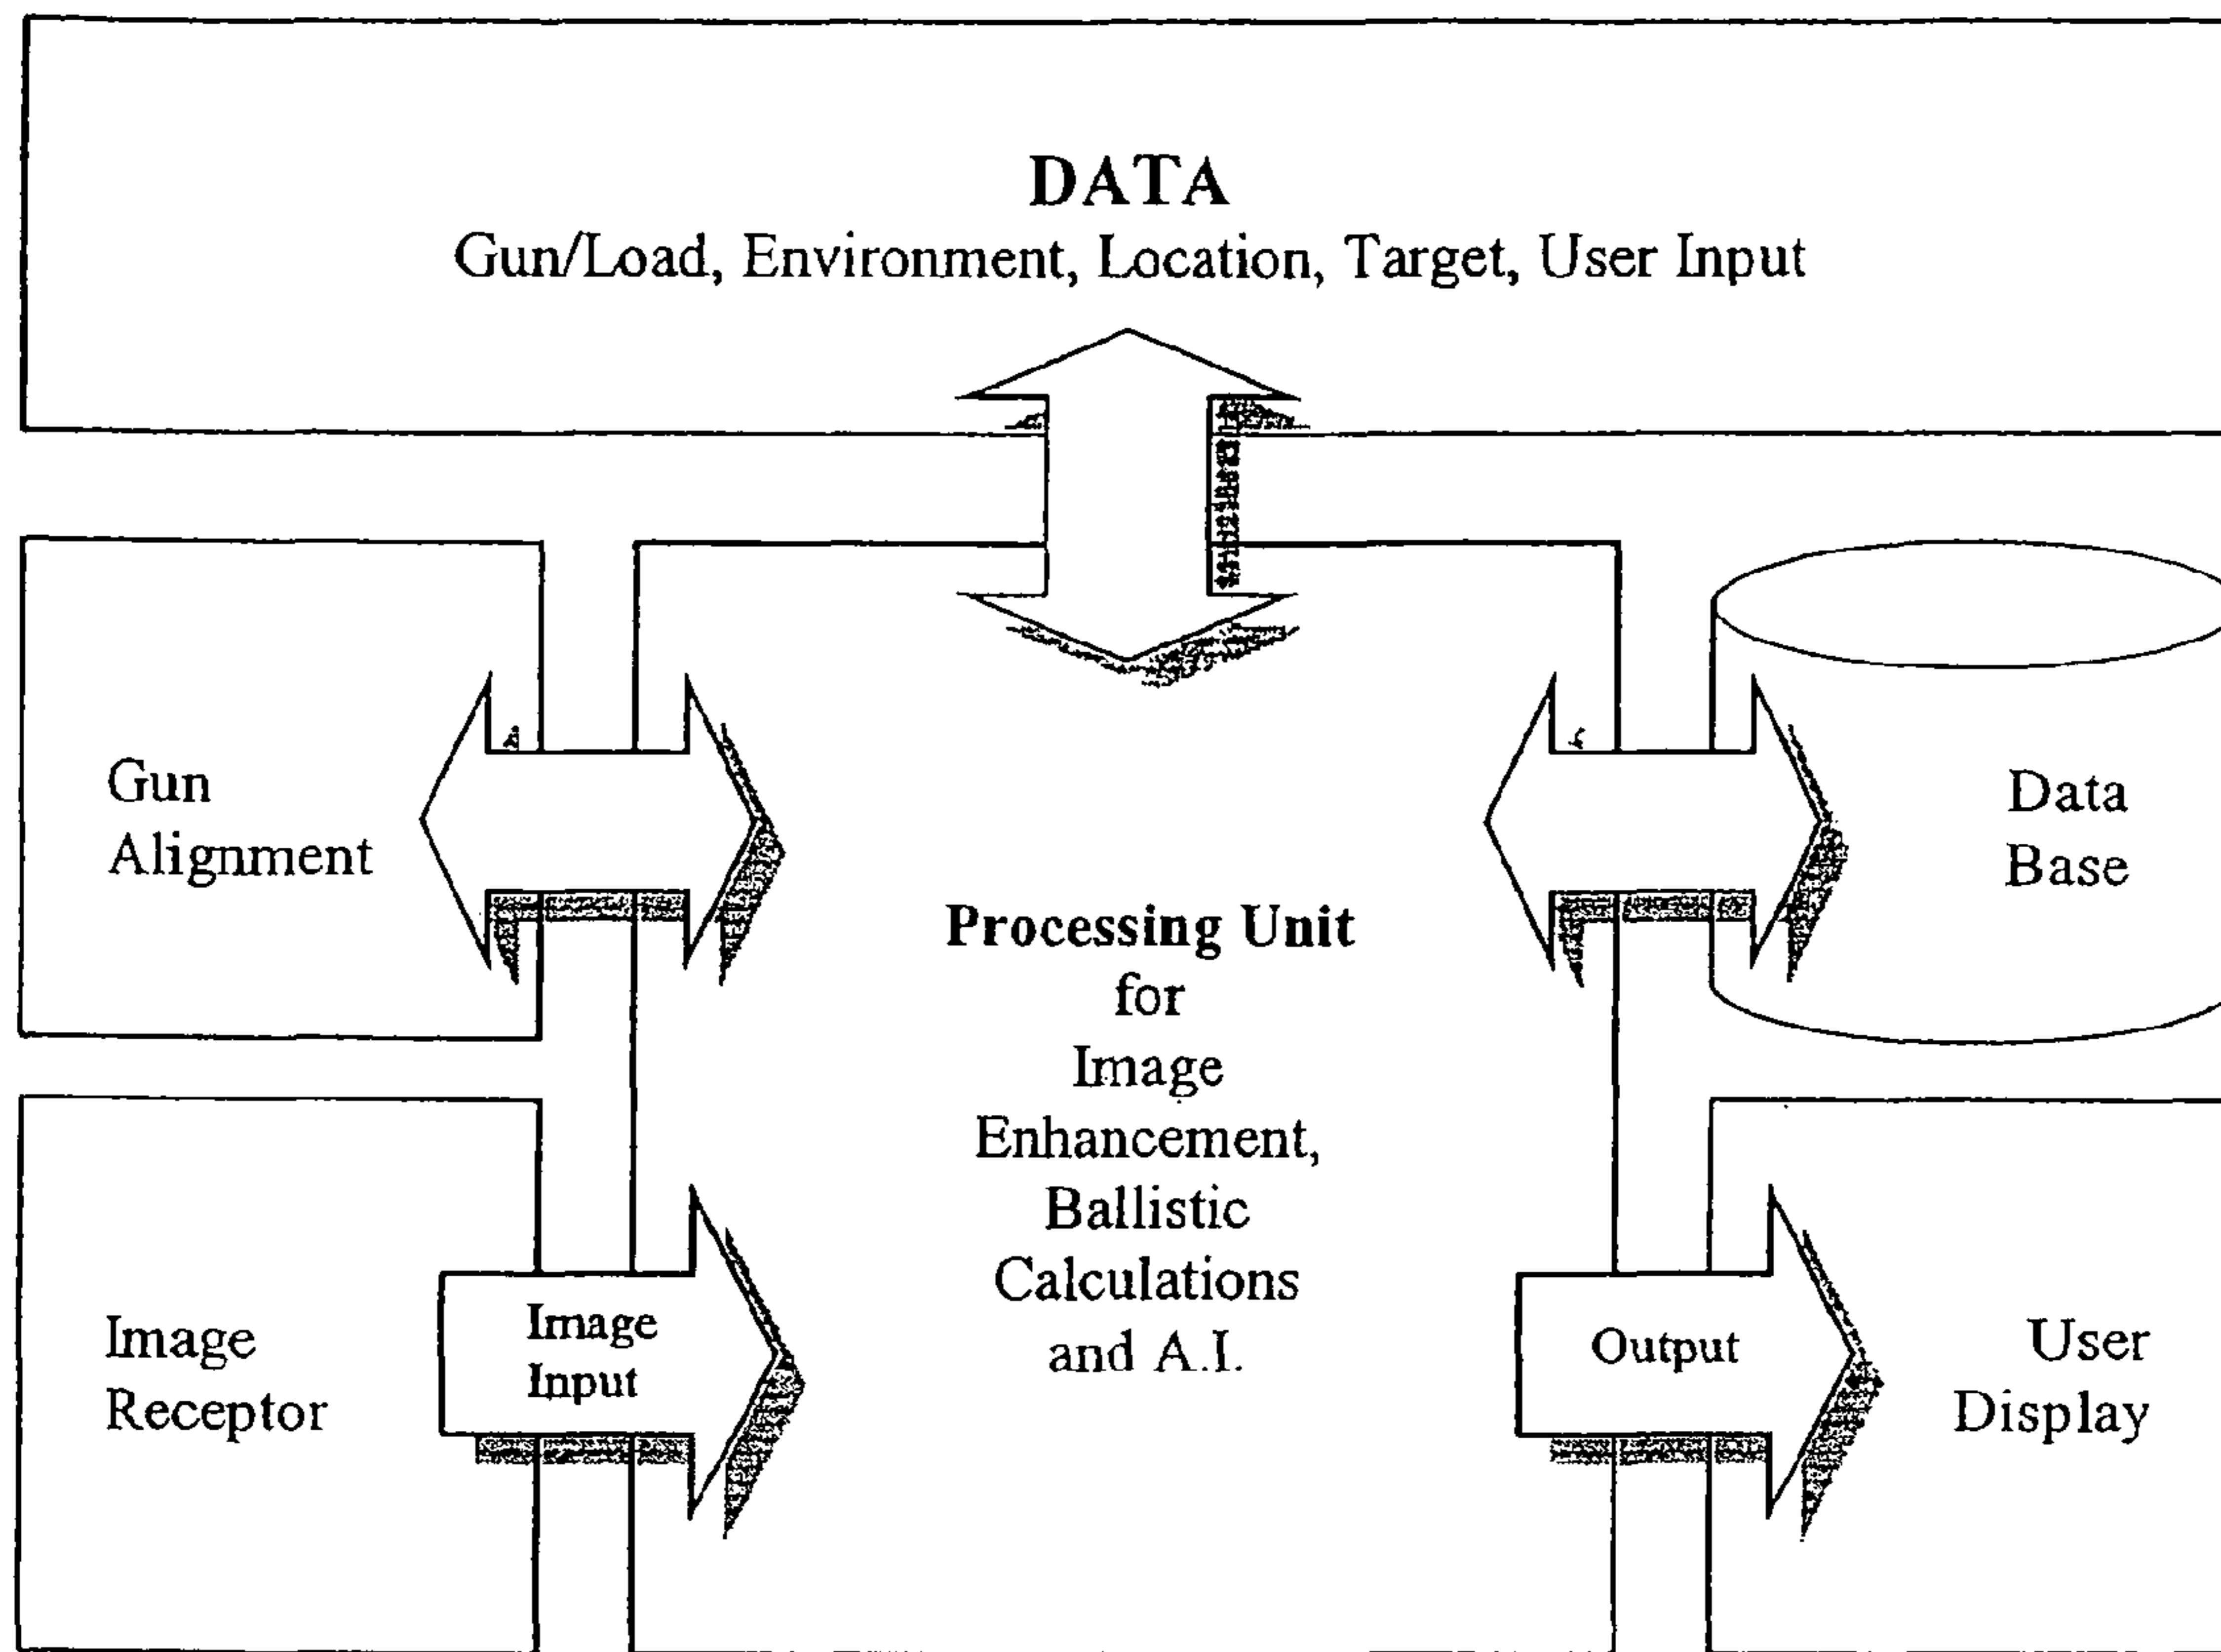 DATA
Gun/Load, Environment, Location, Target, User Input
Gun
Alignment
Data
Base
Processing Unit
for
Image
Enhancement,
Ballistic
Calculations
and A.I.
Image
Receptor
Image
Input
Output
User
Display